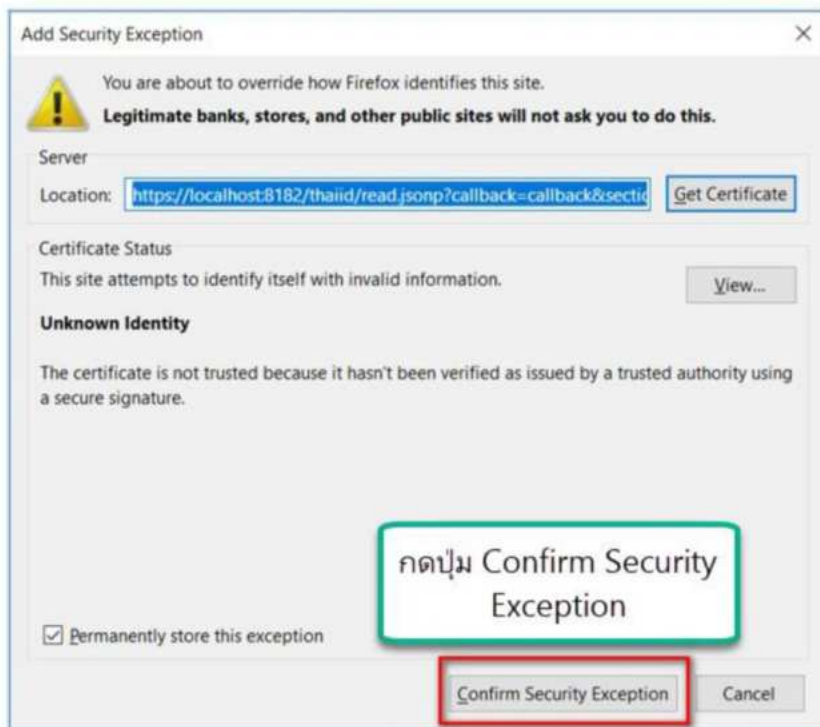 Add Security Exception
You are about to override how Firefox identifies this site.
Legitimate banks, stores, and other public sites will not ask you to do this.
Server
Location: https://localhost:8182/thaiid/read.jsonp?callback=callback&sectio Get Certificate
Certificate Status
This site attempts to identify itself with invalid information. View...
Unknown Identity
The certificate is not trusted because it hasn't been verified as issued by a trusted authority using
a secure signature.
กดปุ่ม Confirm Security
Exception
Permanently store this exception
Confirm Security Exception Cancel